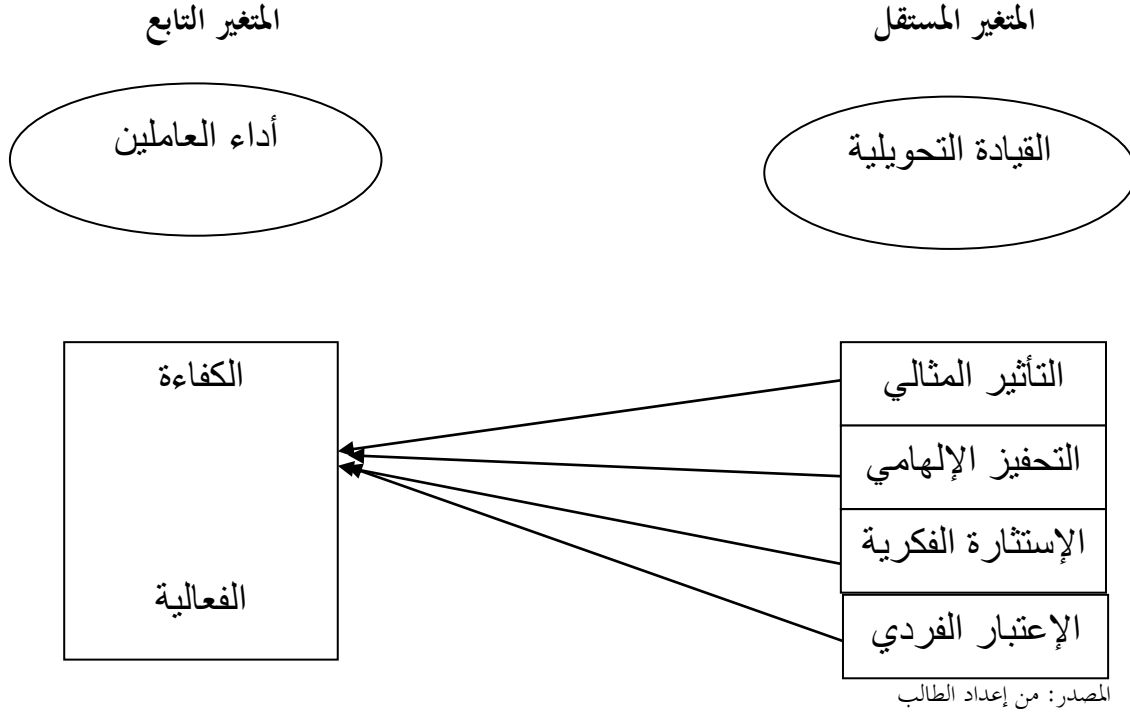 المتغير المستقل
المتغير التابع
القيادة التحويلية
أداء العاملين
التأثير المثالي
التحفيز الإلهامي
الإستثارة الفكرية
الإعتبار الفردي
الكفاءة
الفعالية
المصدر: من إعداد الطالب